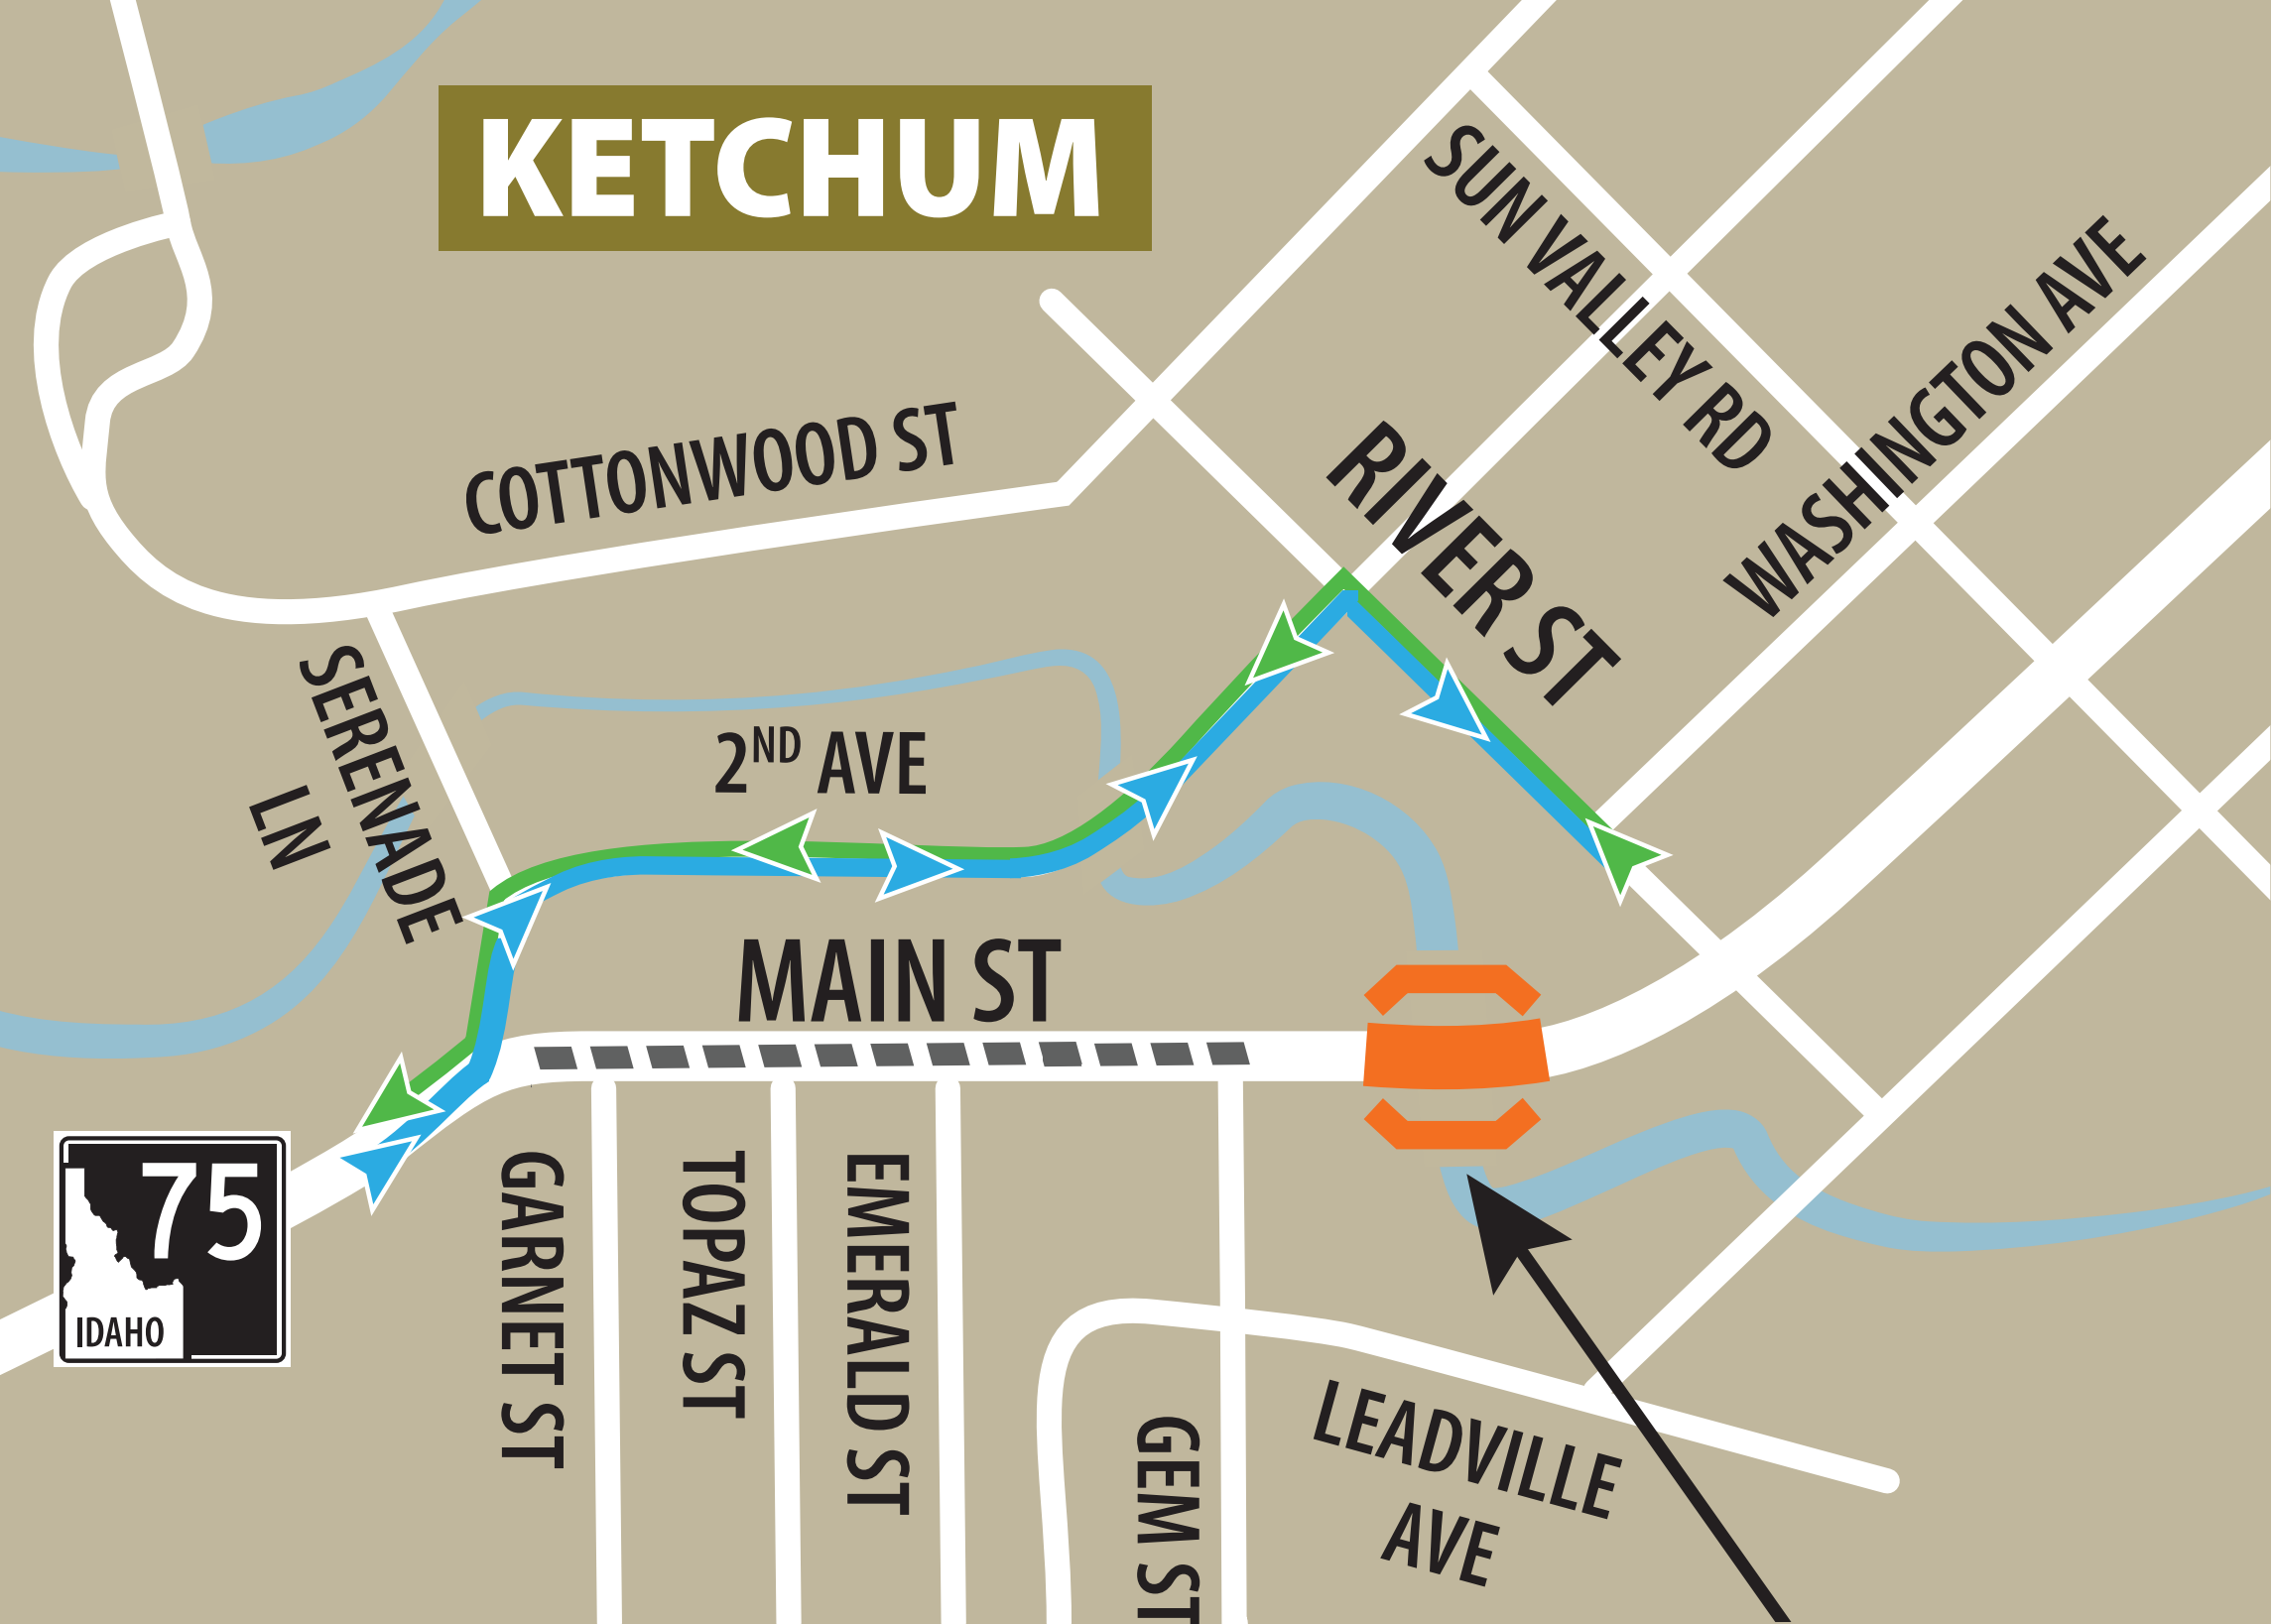 KETCHUM
SUN VALLEY RD
WASHINGTON AVE
COTTONWOOD ST
RIVER ST
SERENADE
LN
2ND AVE
MAIN ST
75
IDAHO
GARNET ST
TOPAZ ST
EMERALD ST
GEM ST
LEADVILLE
AVE